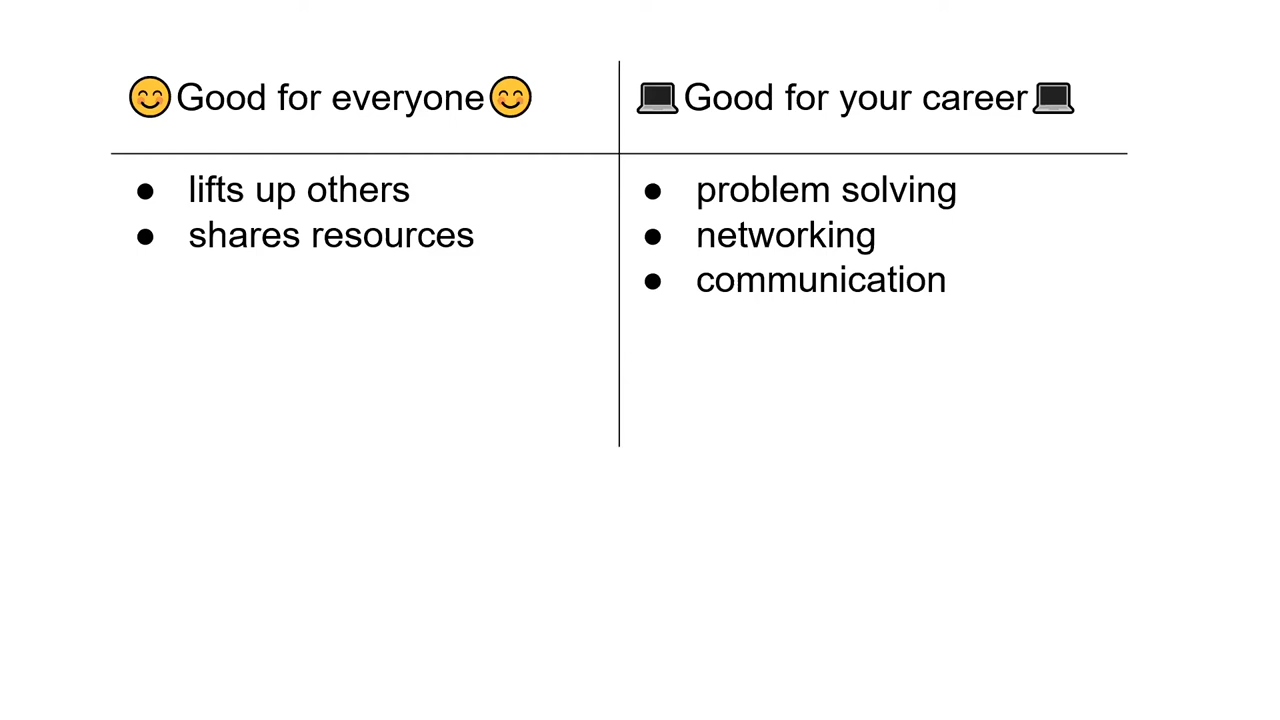 😊Good for everyone😊
💻Good for your career💻
● lifts up others
● shares resources
● problem solving
● networking
● communication